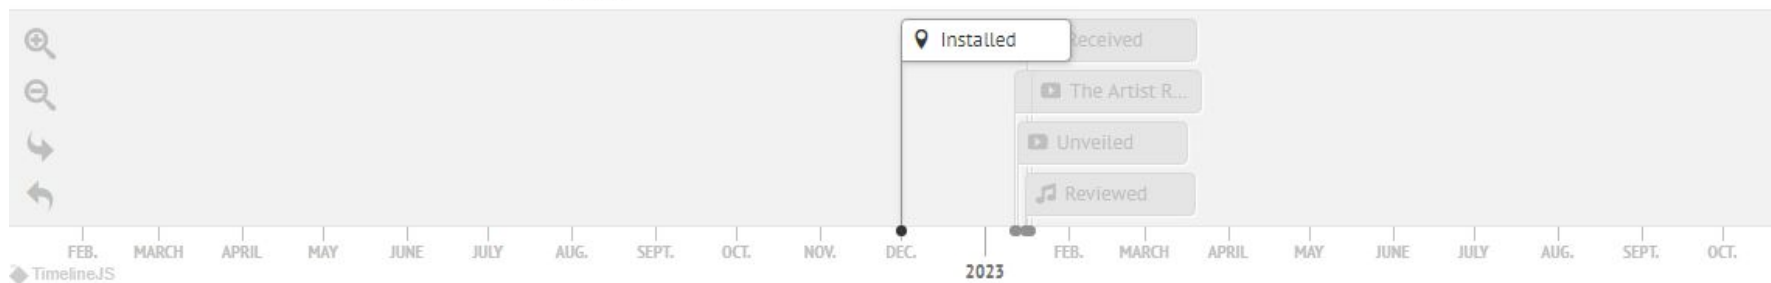 Installed
Received
The Artist R...
Unveiled
Reviewed
FEB. MARCH APRIL MAY JUNE JULY AUG. SEPT. OCT. NOV. DEC. FEB. MARCH APRIL MAY JUNE JULY AUG. SEPT. OCT.
2023
TimelineJS